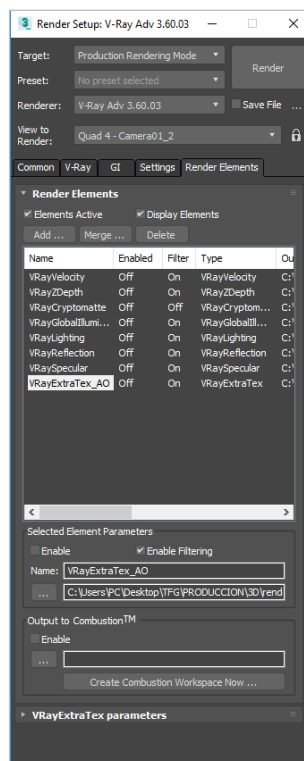 3 Render Setup: V-Ray Adv 3.60.03
Target: Production Rendering Mode
Render
Preset: No preset selected
Renderer: V-Ray Adv 3.60.03 Save File ...
View to
Render: Quad 4 - Camera01_2
Common V-Ray GI Settings Render Elements
Render Elements
Elements Active Display Elements
Add ... Merge ... Delete
Name Enabled Filter Type Ou
VRayVelocity Off On VRayVelocity C:\
VRayZDepth Off On VRayZDepth C:\
VRayCryptomatte Off Off VRayCryptom... C:\
VRayGlobalIllumi... Off On VRayGlobalIll... C:\
VRayLighting Off On VRayLighting C:\
VRayReflection Off On VRayReflection C:\
VRaySpecular Off On VRaySpecular C:\
VRayExtraTex_AO Off On VRayExtraTex C:\
Selected Element Parameters
Enable Enable Filtering
Name: VRayExtraTex_AO
... C:\Users\PC\Desktop\TFG\PRODUCCION\3D\rend
Output to Combustion™
Enable
...
Create Combustion Workspace Now ...
VRayExtraTex parameters